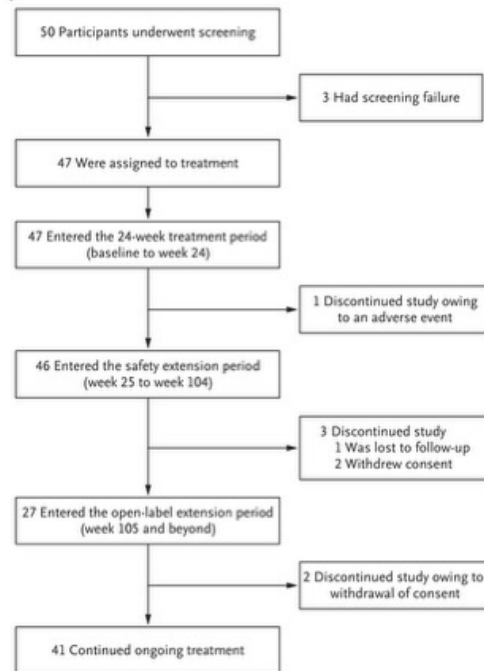 50 Participants underwent screening
3 Had screening failure
47 Were assigned to treatment
47 Entered the 24-week treatment period
(baseline to week 24)
1 Discontinued study owing
to an adverse event
46 Entered the safety extension period
(week 25 to week 104)
3 Discontinued study
1 Was lost to follow-up
2 Withdrew consent
27 Entered the open-label extension period
(week 105 and beyond)
2 Discontinued study owing to
withdrawal of consent
41 Continued ongoing treatment